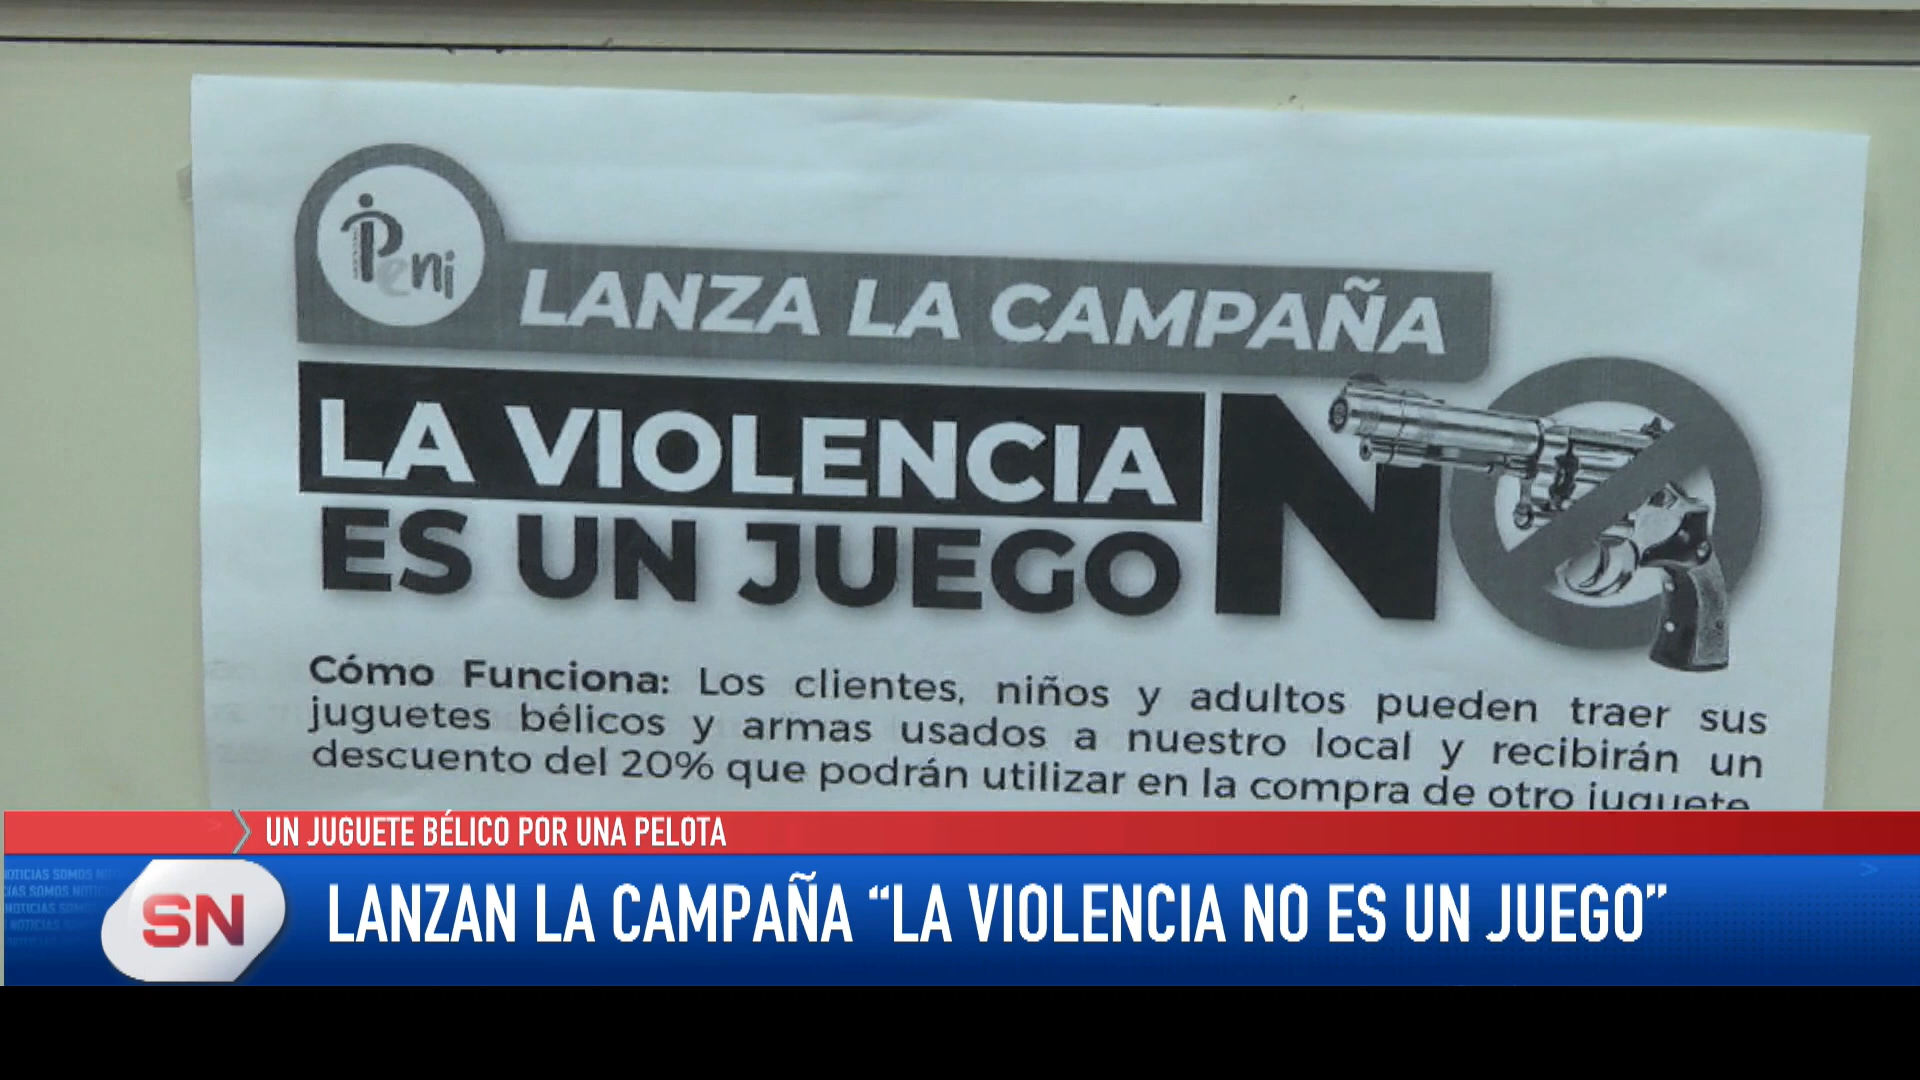 Peni
LANZA LA CAMPAÑA
LA VIOLENCIA
ES UN JUEGO
NO
Cómo Funciona: Los clientes, niños y adultos pueden traer sus
juguetes bélicos y armas usados a nuestro local y recibirán un
descuento del 20% que podrán utilizar en la compra de otro juguete
UN JUGUETE BÉLICO POR UNA PELOTA
SN
LANZAN LA CAMPAÑA “LA VIOLENCIA NO ES UN JUEGO”